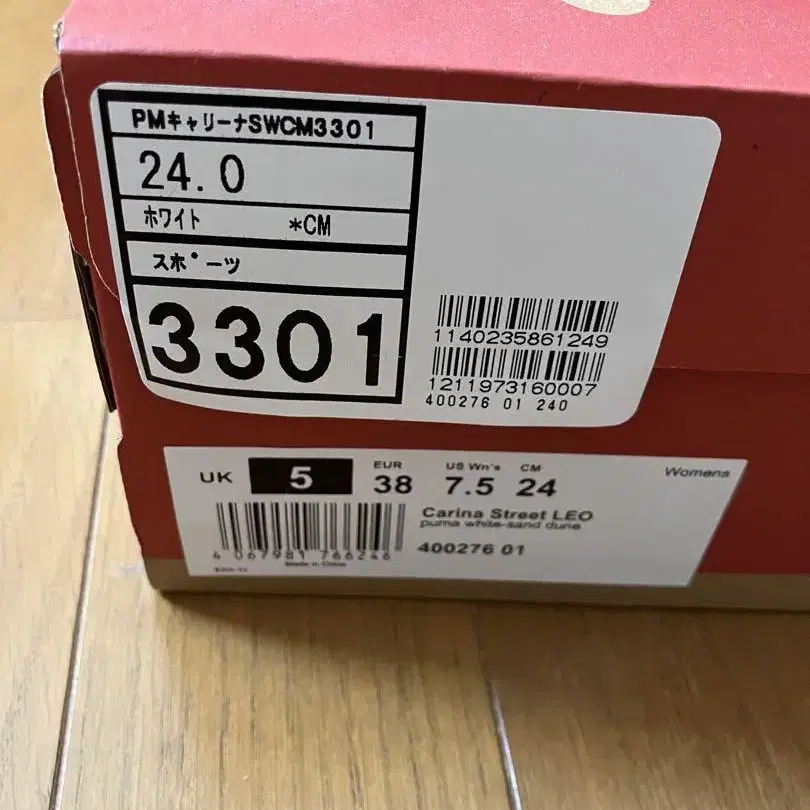 PMキャリーナSWCM3301
24.0
ホワイト *CM
スポーツ
3301
1140235861249
1211973160007
400276 01 240
UK 5 EUR 38 US Wn's 7.5 CM 24 Womens
Carina Street LEO
puma white-sand dune
400276 01
4 067981 766246
Made in China